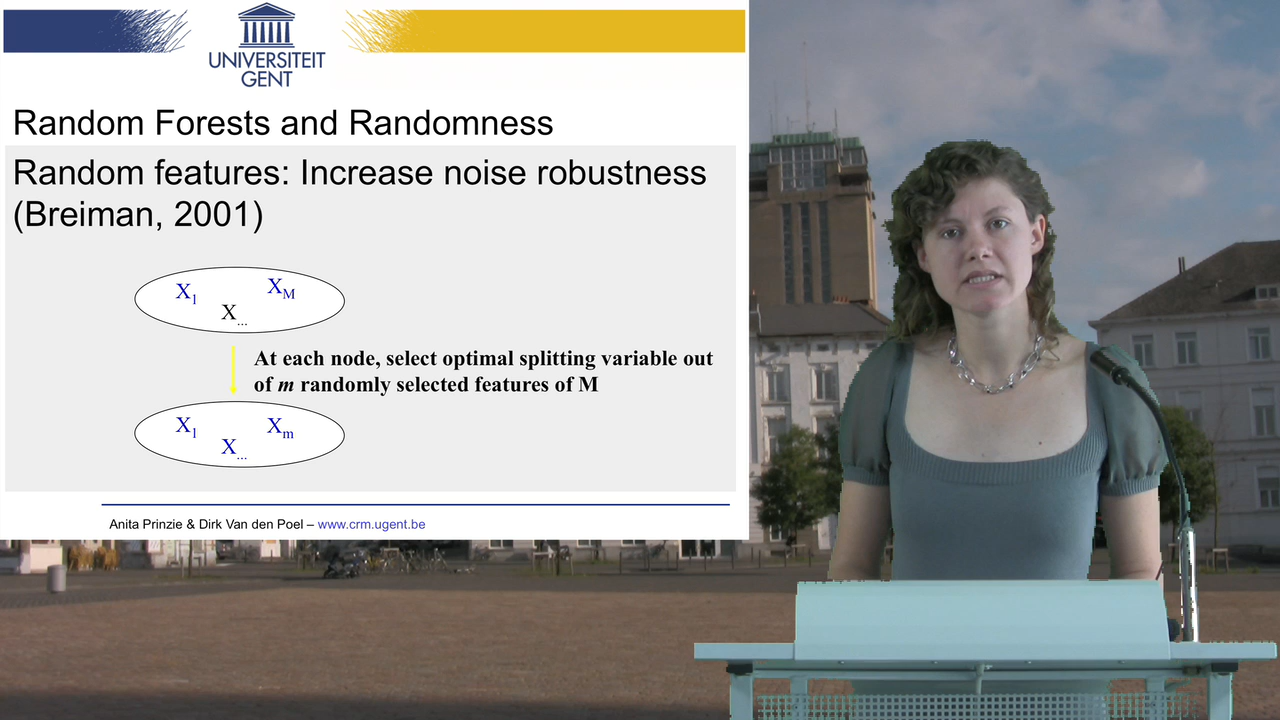 UNIVERSITEIT
GENT
Random Forests and Randomness
Random features: Increase noise robustness
(Breiman, 2001)
X1 XM
X...
At each node, select optimal splitting variable out
of m randomly selected features of M
X1 Xm
X...
Anita Prinzie & Dirk Van den Poel – www.crm.ugent.be